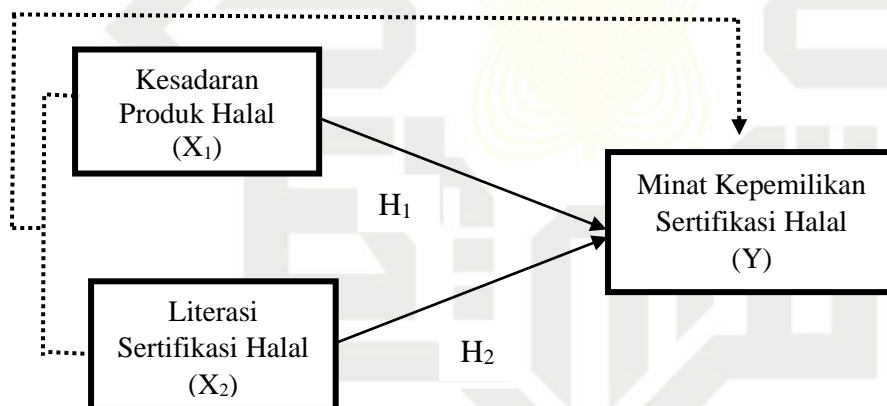 Kesadaran
Produk Halal
(X₁)
H₁
Minat Kepemilikan
Sertifikasi Halal
(Y)
Literasi
Sertifikasi Halal
(X₂)
H₂